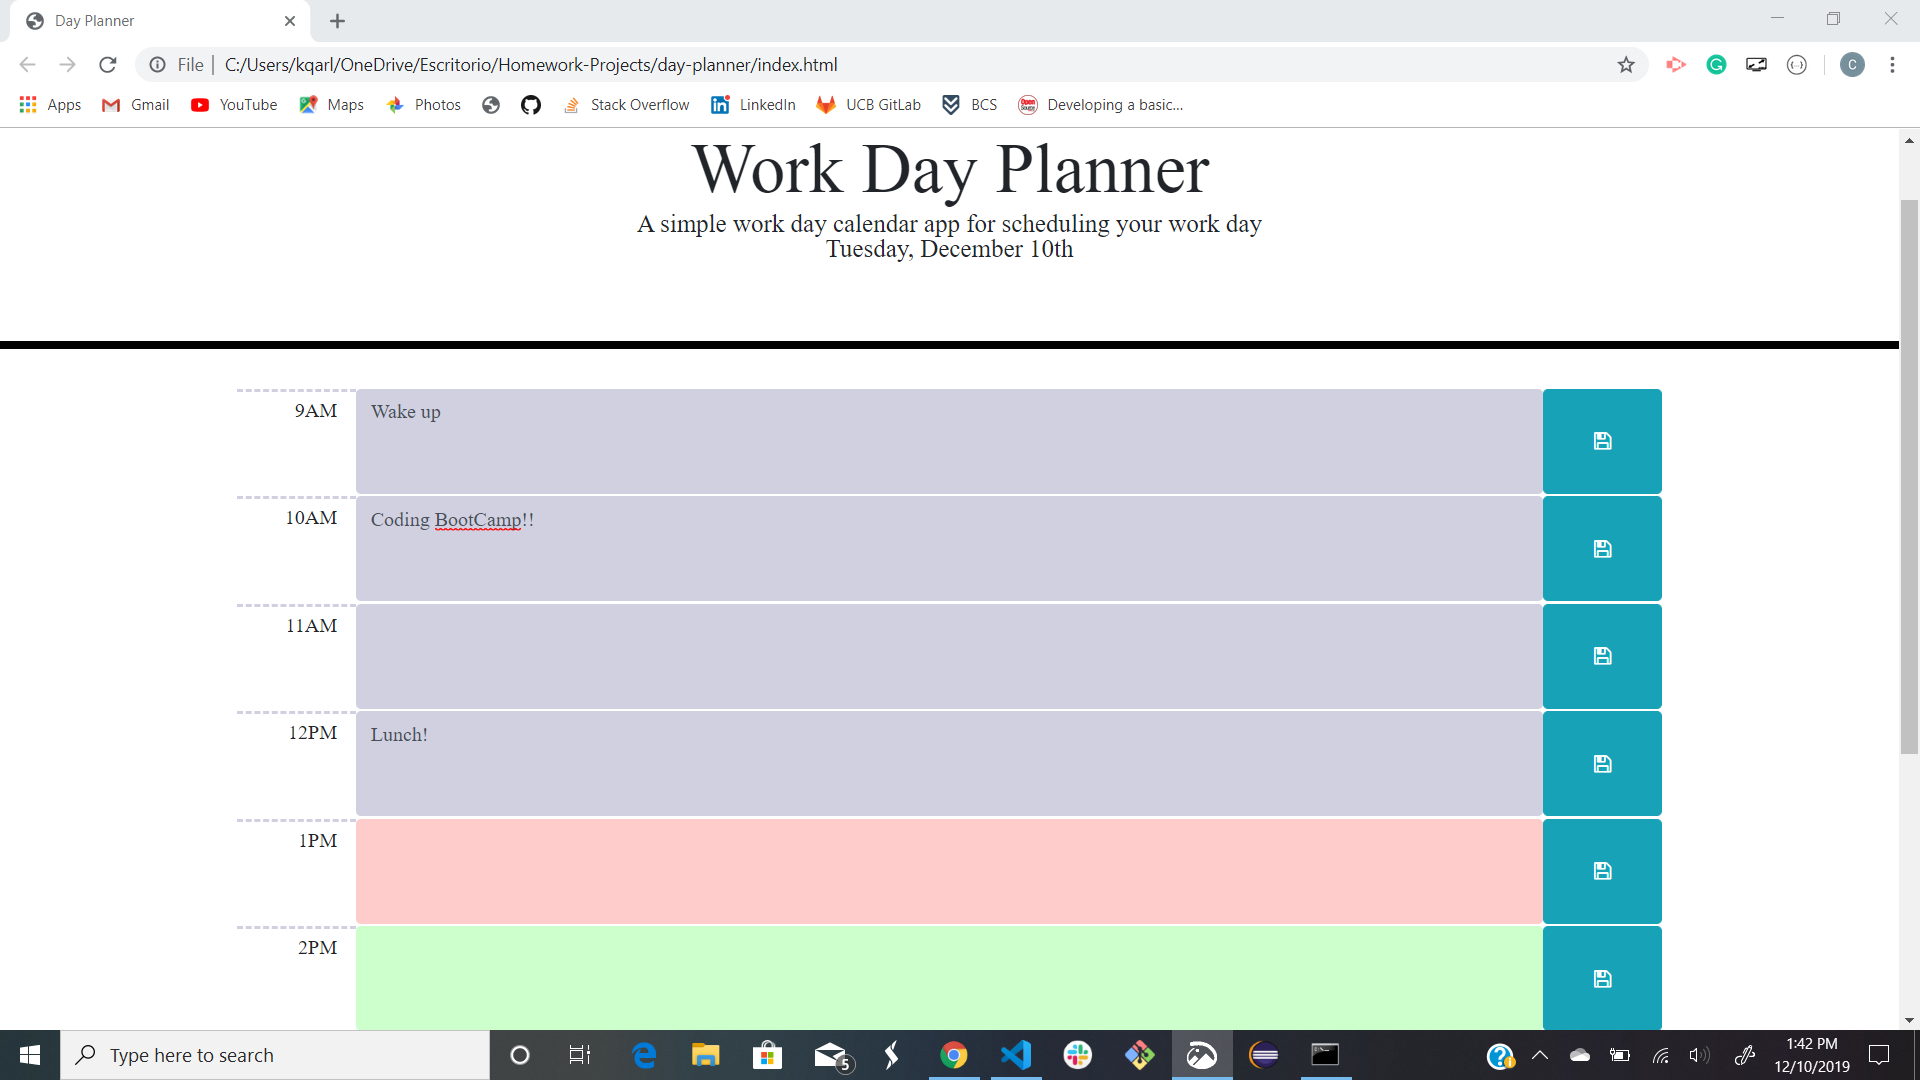 Day Planner
File | C:/Users/kqarl/OneDrive/Escritorio/Homework-Projects/day-planner/index.html
C
Apps Gmail YouTube Maps Photos Stack Overflow LinkedIn UCB GitLab BCS Developing a basic...
Work Day Planner
A simple work day calendar app for scheduling your work day
Tuesday, December 10th
9AM Wake up
10AM Coding BootCamp!!
11AM
12PM Lunch!
1PM
2PM
Type here to search
5
1:42 PM
12/10/2019